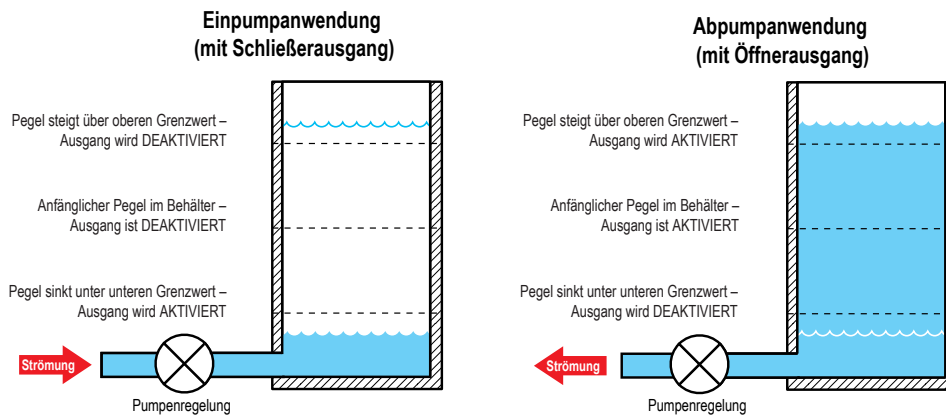 Einpumpanwendung
(mit Schließerausgang)
Pegel steigt über oberen Grenzwert –
Ausgang wird DEAKTIVIERT
Anfänglicher Pegel im Behälter –
Ausgang ist DEAKTIVIERT
Pegel sinkt unter unteren Grenzwert –
Ausgang wird AKTIVIERT
Strömung
Pumpenregelung
Abpumpanwendung
(mit Öffnerausgang)
Pegel steigt über oberen Grenzwert –
Ausgang wird AKTIVIERT
Anfänglicher Pegel im Behälter –
Ausgang ist AKTIVIERT
Pegel sinkt unter unteren Grenzwert –
Ausgang wird DEAKTIVIERT
Strömung
Pumpenregelung